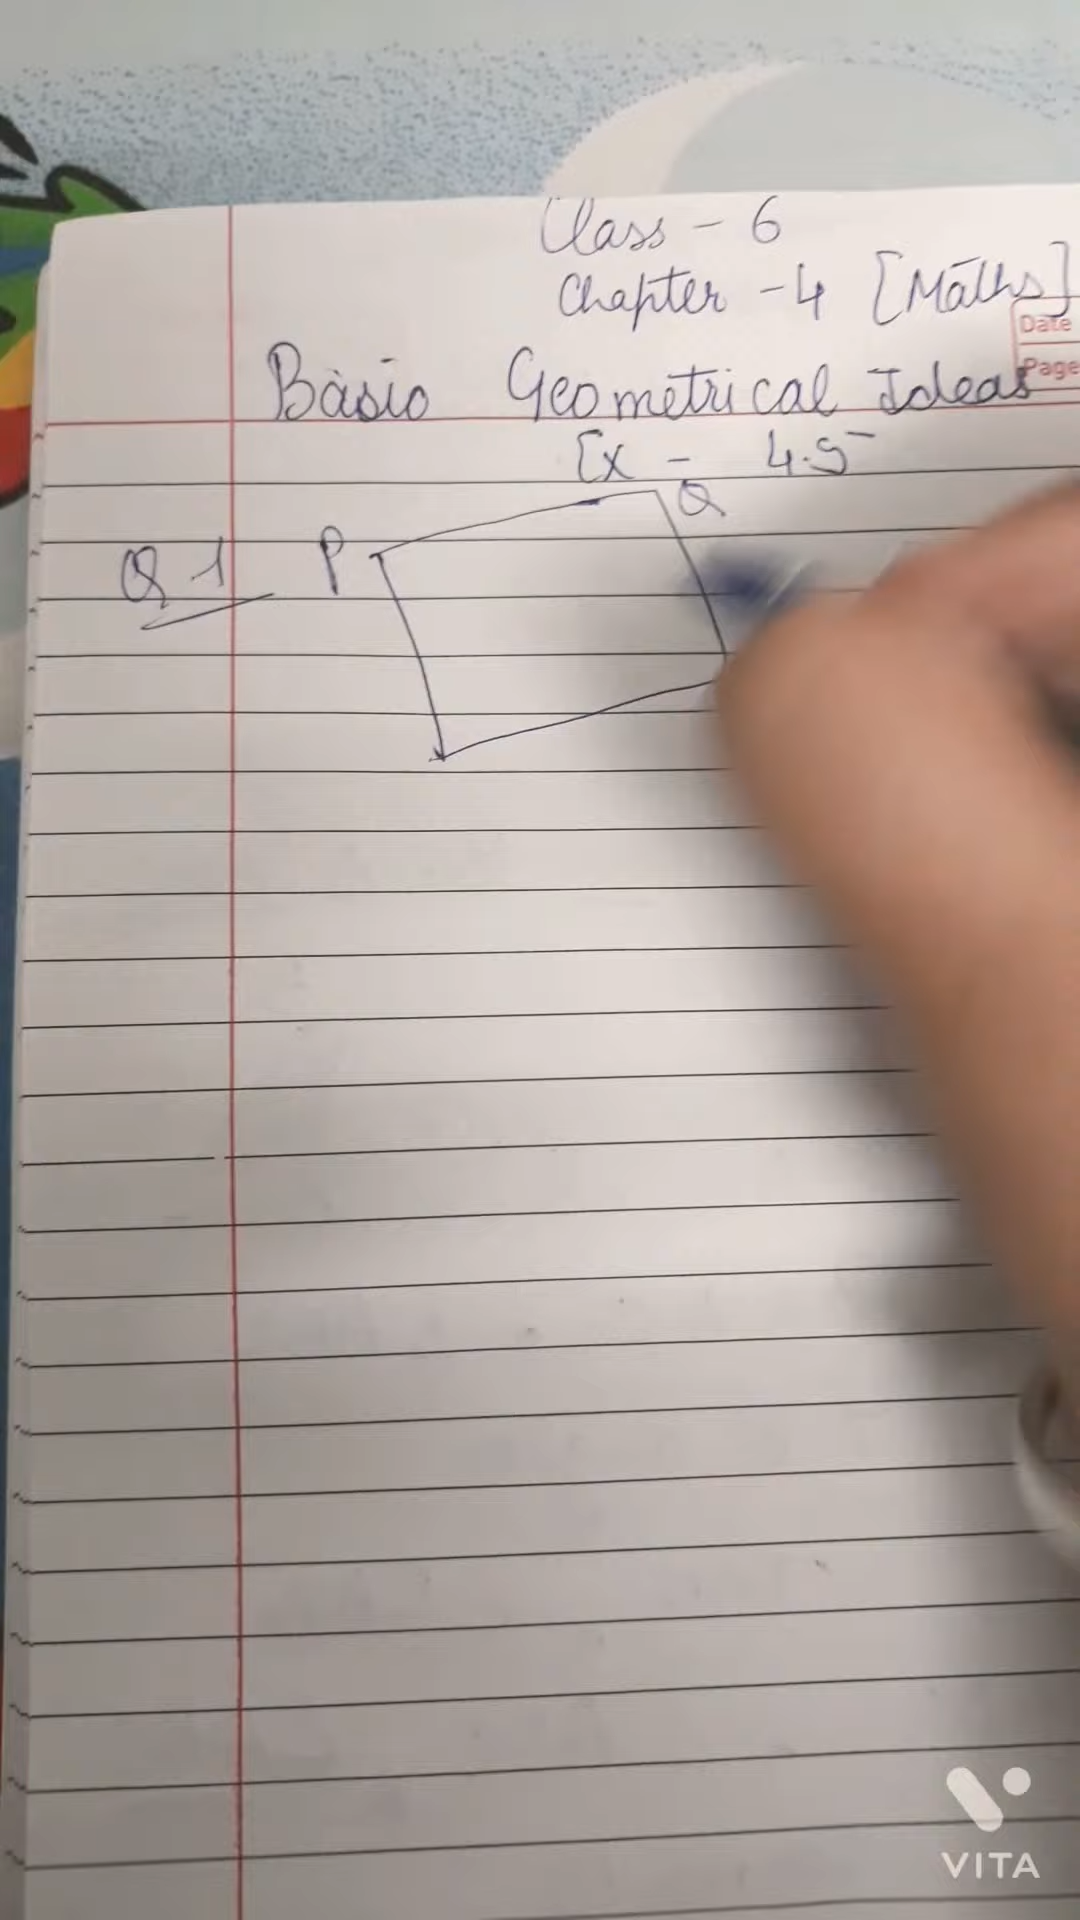 Class - 6
Chapter - 4 [Maths]
Date
Page
Basic Geometrical Ideas
Ex - 4.5
Q
Q 1 P
VITA